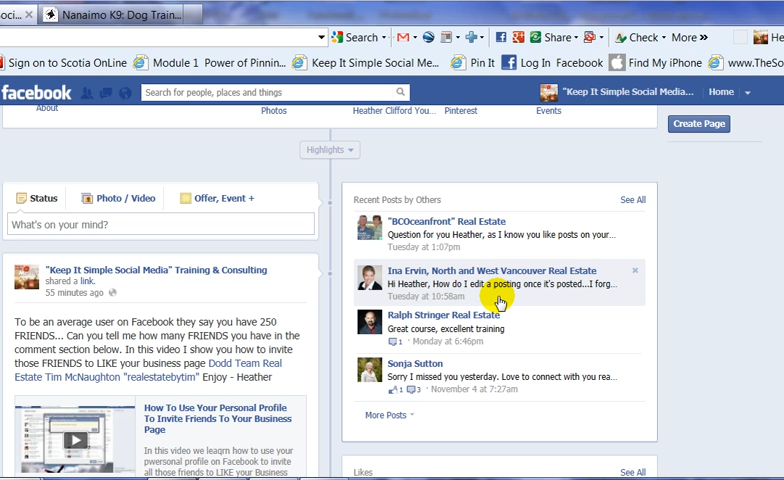 Soci...
Nanaimo K9: Dog Train...
Search
Share
Check
More »
Sign on to Scotia OnLine
Module 1 Power of Pinnin...
Keep It Simple Social Me...
Pin It
Log In Facebook
Find My iPhone
www.TheSo
facebook
Search for people, places and things
"Keep It Simple Social Media"...
Home
About
Photos
Heather Clifford You...
Pinterest
Events
Create Page
Highlights
Status
Photo / Video
Offer, Event +
What's on your mind?
"Keep It Simple Social Media" Training & Consulting
shared a link.
55 minutes ago
To be an average user on Facebook they say you have 250
FRIENDS... Can you tell me how many FRIENDS you have in the
comment section below. In this video I show you how to invite
those FRIENDS to LIKE your business page Dodd Team Real
Estate Tim McNaughton "realestatebytim" Enjoy - Heather
How To Use Your Personal Profile
To Invite Friends To Your Business
Page
In this video we leaqrn how to use your
pwersonal profile on Facebook to invite
all those friends to LIKE your Business
Recent Posts by Others
See All
"BCOceanfront" Real Estate
Question for you Heather, as I know you like posts on your...
Tuesday at 1:07pm
Ina Ervin, North and West Vancouver Real Estate
Hi Heather, How do I edit a posting once it's posted...I forg...
Tuesday at 10:58am
Ralph Stringer Real Estate
Great course, excellent training
1 · Monday at 6:46pm
Sonja Sutton
Sorry I missed you yesterday. Love to connect with you rea...
1 3 · November 4 at 7:27am
More Posts
Likes
See All